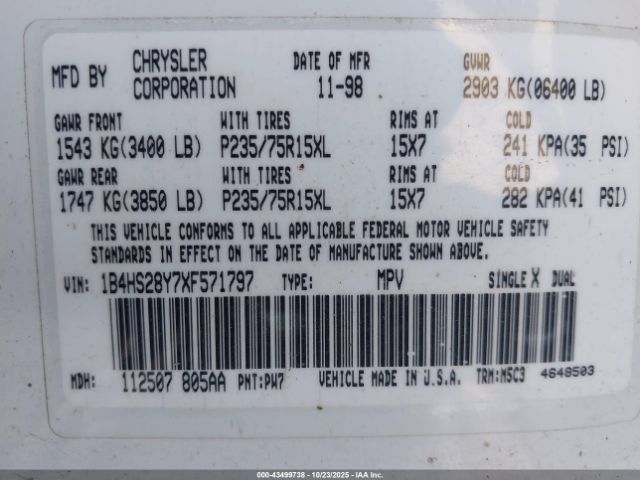 MFD BY CHRYSLER CORPORATION DATE OF MFR 11-98 GVWR 2903 KG(06400 LB)
GAWR FRONT WITH TIRES RIMS AT COLD
1543 KG(3400 LB) P235/75R15XL 15X7 241 KPA(35 PSI)
GAWR REAR WITH TIRES RIMS AT COLD
1747 KG(3850 LB) P235/75R15XL 15X7 282 KPA(41 PSI)
THIS VEHICLE CONFORMS TO ALL APPLICABLE FEDERAL MOTOR VEHICLE SAFETY
STANDARDS IN EFFECT ON THE DATE OF MANUFACTURE SHOWN ABOVE.
VIN: 1B4HS28Y7XF571797 TYPE: MPV SINGLE X DUAL
MDH: 112507 805AA PNT:PW7 VEHICLE MADE IN U.S.A. TRM:M5C3 4648503
000-43499738 - 10/23/2025 - IAA Inc.